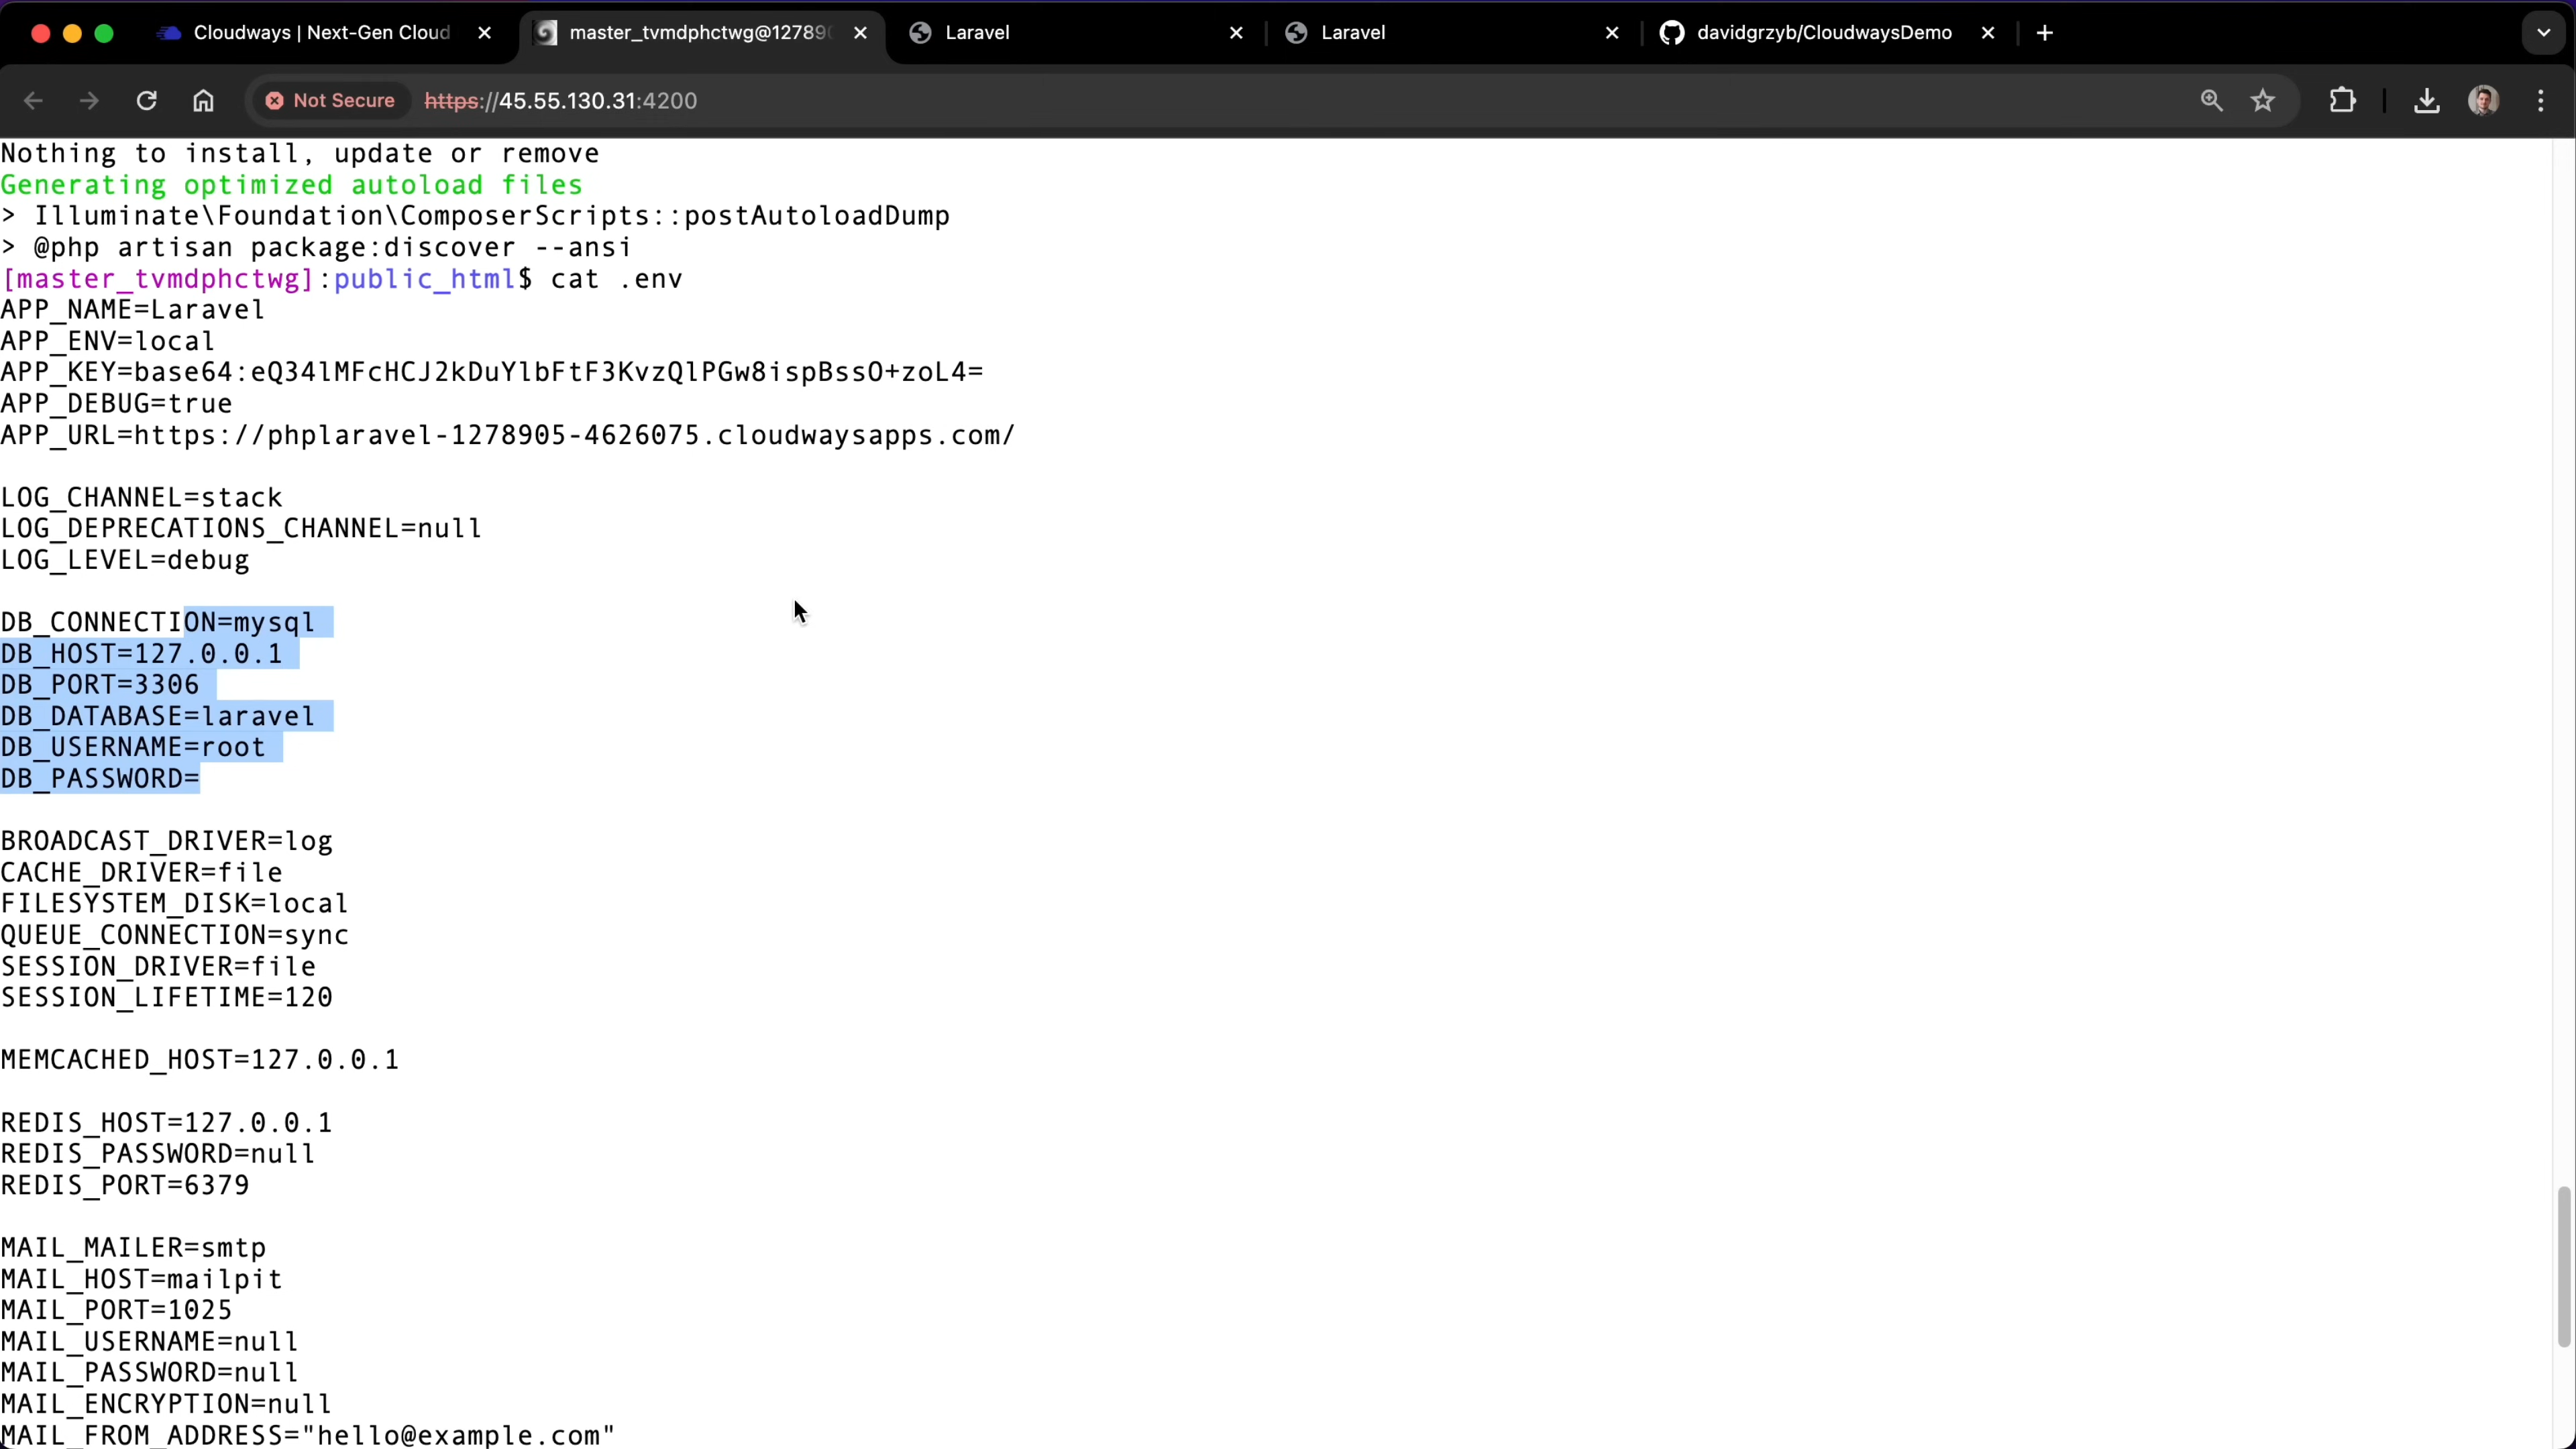 Cloudways | Next-Gen Cloud
master_tvmdphctwg@12789
Laravel
Laravel
davidgrzyb/CloudwaysDemo
Not Secure
https://45.55.130.31:4200
Nothing to install, update or remove
Generating optimized autoload files
> Illuminate\Foundation\ComposerScripts::postAutoloadDump
> @php artisan package:discover --ansi
[master_tvmdphctwg]:public_html$ cat .env
APP_NAME=Laravel
APP_ENV=local
APP_KEY=base64:eQ34lMFcHCJ2kDuYlbFtF3KvzQlPGw8ispBssO+zoL4=
APP_DEBUG=true
APP_URL=https://phplaravel-1278905-4626075.cloudwaysapps.com/
LOG_CHANNEL=stack
LOG_DEPRECATIONS_CHANNEL=null
LOG_LEVEL=debug
DB_CONNECTION=mysql
DB_HOST=127.0.0.1
DB_PORT=3306
DB_DATABASE=laravel
DB_USERNAME=root
DB_PASSWORD=
BROADCAST_DRIVER=log
CACHE_DRIVER=file
FILESYSTEM_DISK=local
QUEUE_CONNECTION=sync
SESSION_DRIVER=file
SESSION_LIFETIME=120
MEMCACHED_HOST=127.0.0.1
REDIS_HOST=127.0.0.1
REDIS_PASSWORD=null
REDIS_PORT=6379
MAIL_MAILER=smtp
MAIL_HOST=mailpit
MAIL_PORT=1025
MAIL_USERNAME=null
MAIL_PASSWORD=null
MAIL_ENCRYPTION=null
MAIL_FROM_ADDRESS="hello@example.com"